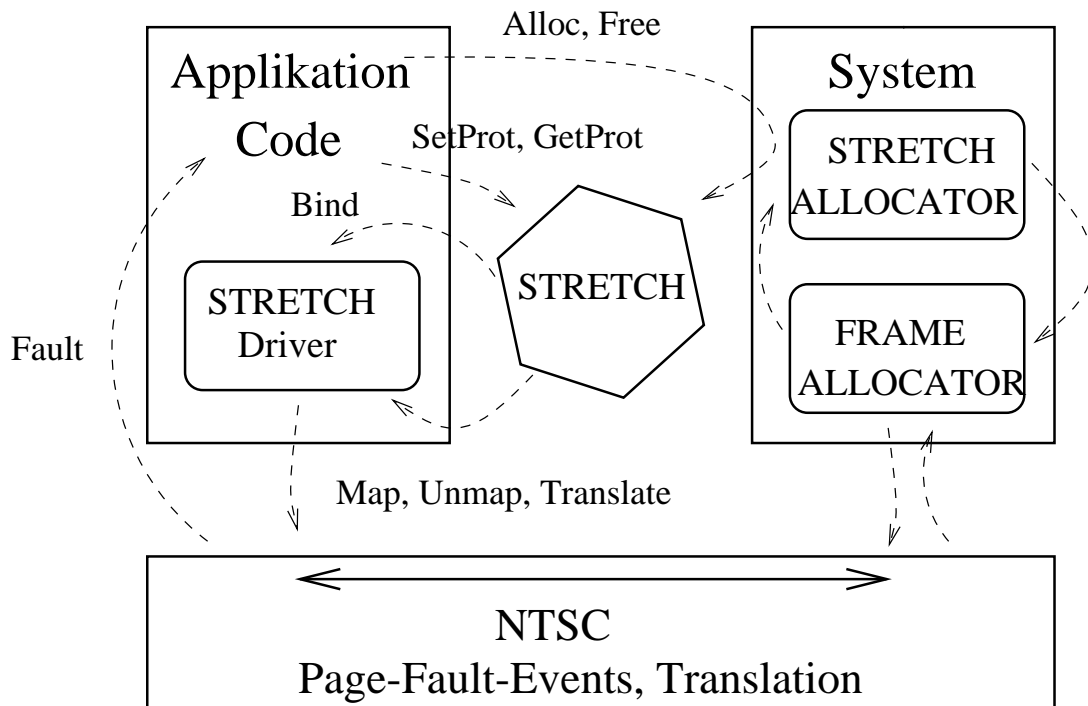 Alloc, Free
Applikation
Code
System
SetProt, GetProt
STRETCH
ALLOCATOR
Bind
STRETCH
STRETCH
Driver
Fault
FRAME
ALLOCATOR
Map, Unmap, Translate
NTSC
Page-Fault-Events, Translation